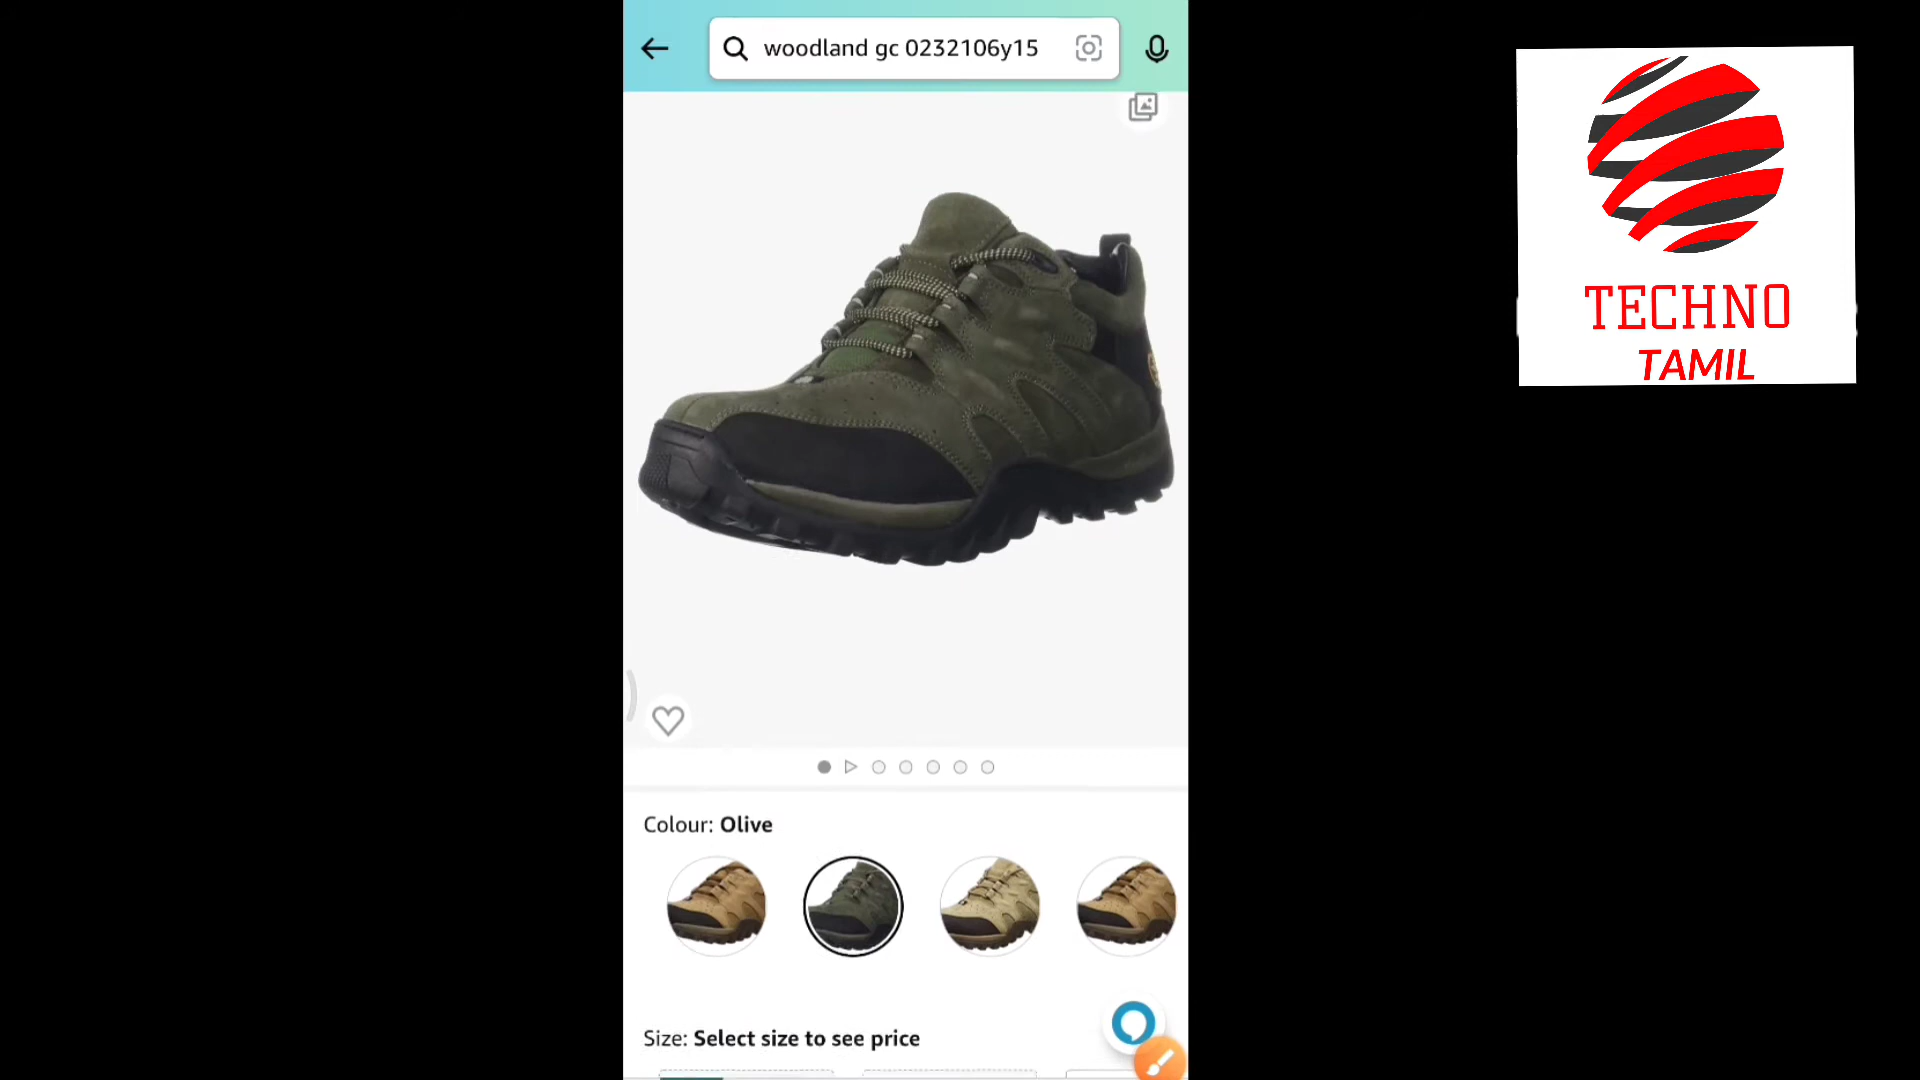 woodland gc 0232106y15
Colour: Olive
Size: Select size to see price
TECHNO
TAMIL